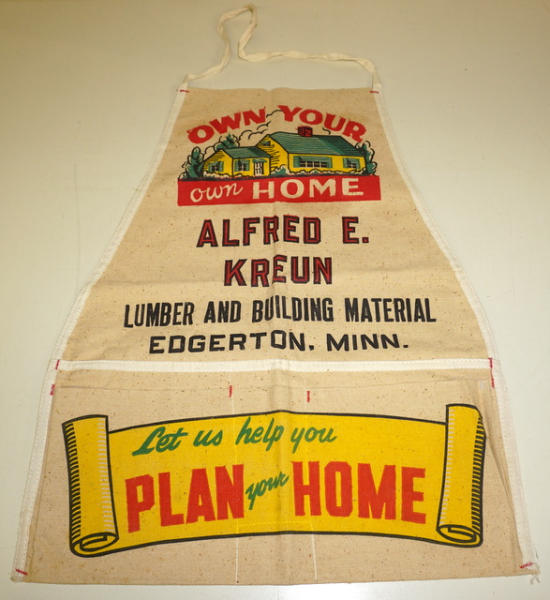 OWN YOUR
own HOME
ALFRED E.
KREUN
LUMBER AND BUILDING MATERIAL
EDGERTON, MINN.
Let us help you
PLAN your HOME